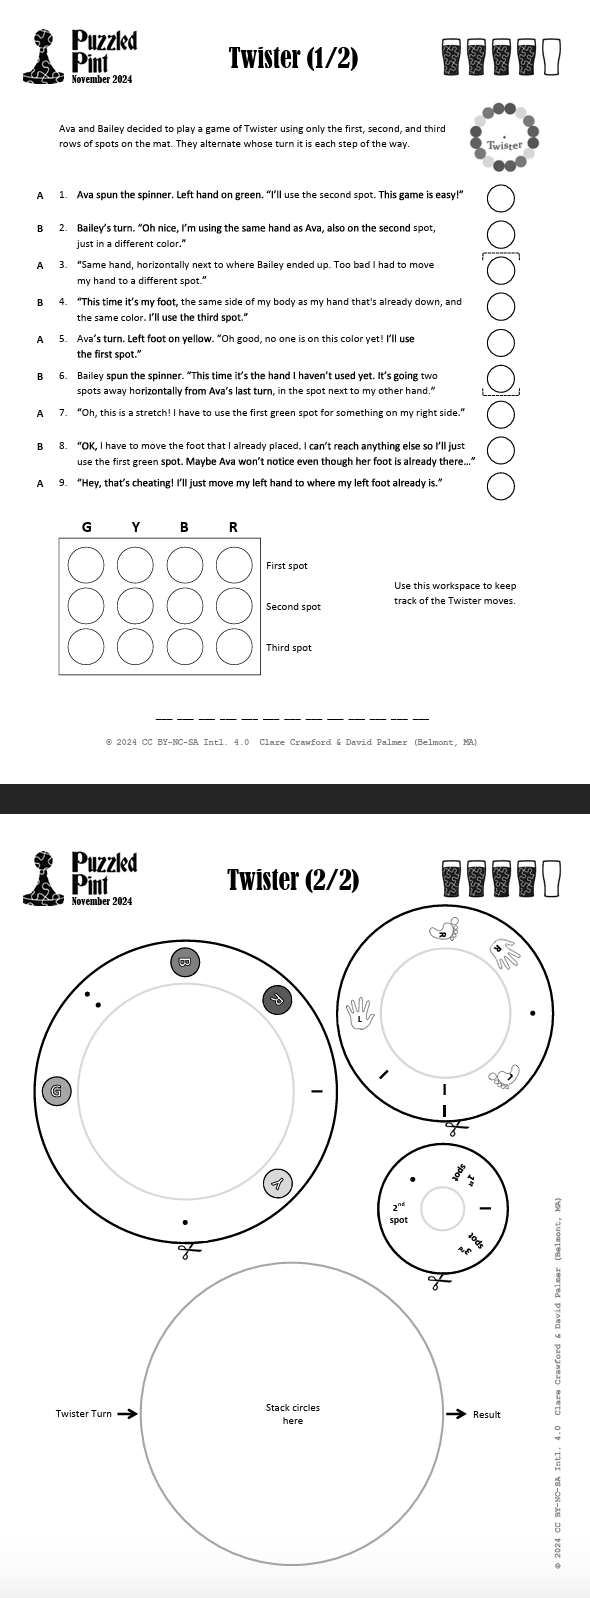 Puzzled
Pint
November 2024
Twister (1/2)
Twister
Ava and Bailey decided to play a game of Twister using only the first, second, and third
rows of spots on the mat. They alternate whose turn it is each step of the way.
A 1. Ava spun the spinner. Left hand on green. “I’ll use the second spot. This game is easy!”
B 2. Bailey’s turn. “Oh nice, I’m using the same hand as Ava, also on the second spot,
just in a different color.”
A 3. “Same hand, horizontally next to where Bailey ended up. Too bad I had to move
my hand to a different spot.”
B 4. “This time it’s my foot, the same side of my body as my hand that's already down, and
the same color. I’ll use the third spot.”
A 5. Ava’s turn. Left foot on yellow. “Oh good, no one is on this color yet! I’ll use
the first spot.”
B 6. Bailey spun the spinner. “This time it’s the hand I haven’t used yet. It’s going two
spots away horizontally from Ava’s last turn, in the spot next to my other hand.”
A 7. “Oh, this is a stretch! I have to use the first green spot for something on my right side.”
B 8. “OK, I have to move the foot that I already placed. I can’t reach anything else so I’ll just
use the first green spot. Maybe Ava won’t notice even though her foot is already there…”
A 9. “Hey, that’s cheating! I’ll just move my left hand to where my left foot already is.”
G Y B R
First spot
Second spot
Third spot
Use this workspace to keep
track of the Twister moves.
© 2024 CC BY-NC-SA Intl. 4.0 Clare Crawford & David Palmer (Belmont, MA)
Puzzled
Pint
November 2024
Twister (2/2)
B
R
G
Y
R
R
L
L
1st
spot
2nd
spot
3rd
spot
Twister Turn
Stack circles
here
Result
© 2024 CC BY-NC-SA Intl. 4.0 Clare Crawford & David Palmer (Belmont, MA)